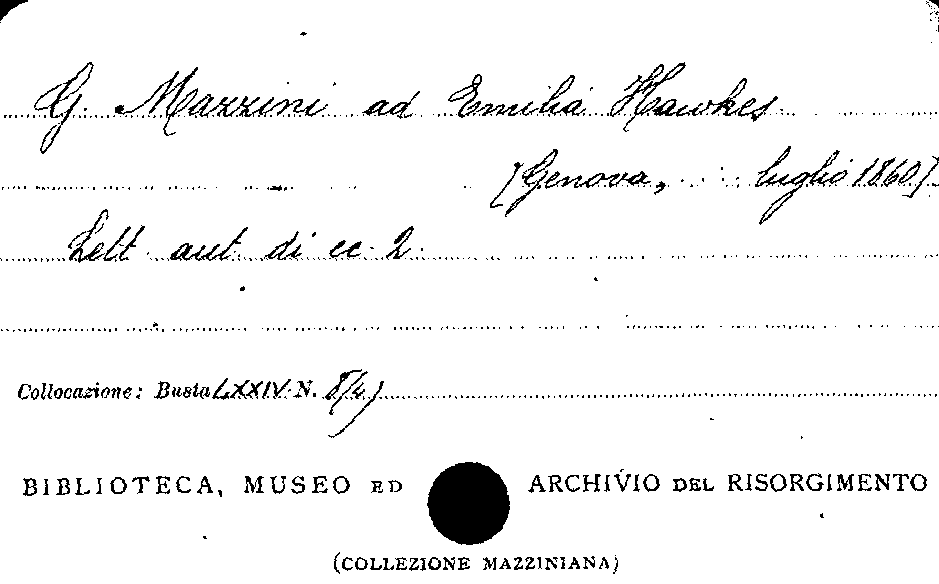 G. Mazzini ad Emilia Hawkes
[Genova, ... luglio 1860]
Lett. aut. di cc. 2.
Collocazione: Busta LXXIV N. 8/4)
BIBLIOTECA, MUSEO ED ARCHIVIO DEL RISORGIMENTO
(COLLEZIONE MAZZINIANA)